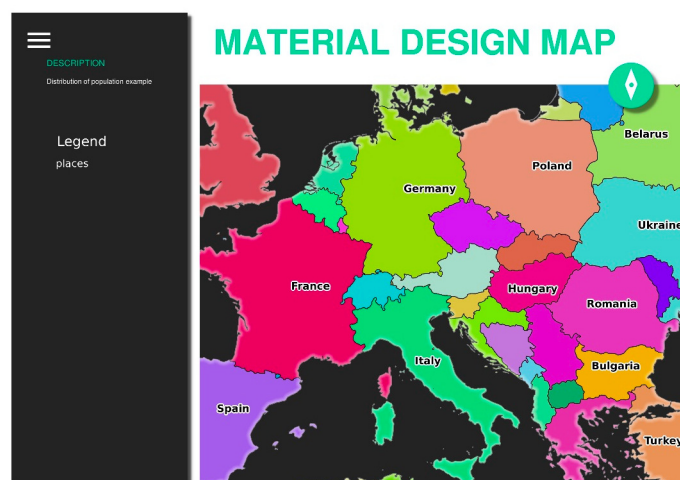 MATERIAL DESIGN MAP
DESCRIPTION
Distribution of population example
Legend
places
Belarus
Poland
Germany
Ukraine
France
Hungary
Romania
Italy
Bulgaria
Spain
Turkey